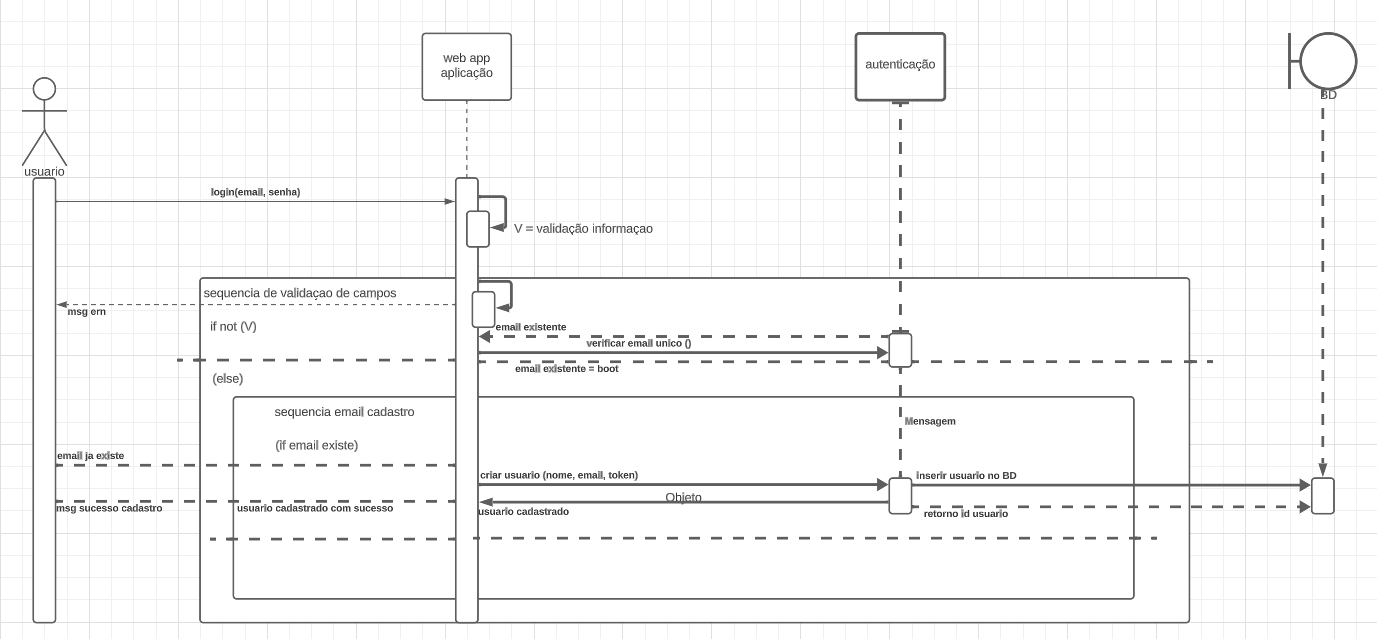 web app
aplicação
autenticação
BD
usuario
login(email, senha)
V = validação informaçao
sequencia de validaçao de campos
msg ern
if not (V)
email existente
verificar email unico ()
email existente = boot
(else)
sequencia email cadastro
Mensagem
(if email existe)
email ja existe
criar usuario (nome, email, token)
inserir usuario no BD
Objeto
msg sucesso cadastro
usuario cadastrado com sucesso
usuario cadastrado
retorno id usuario